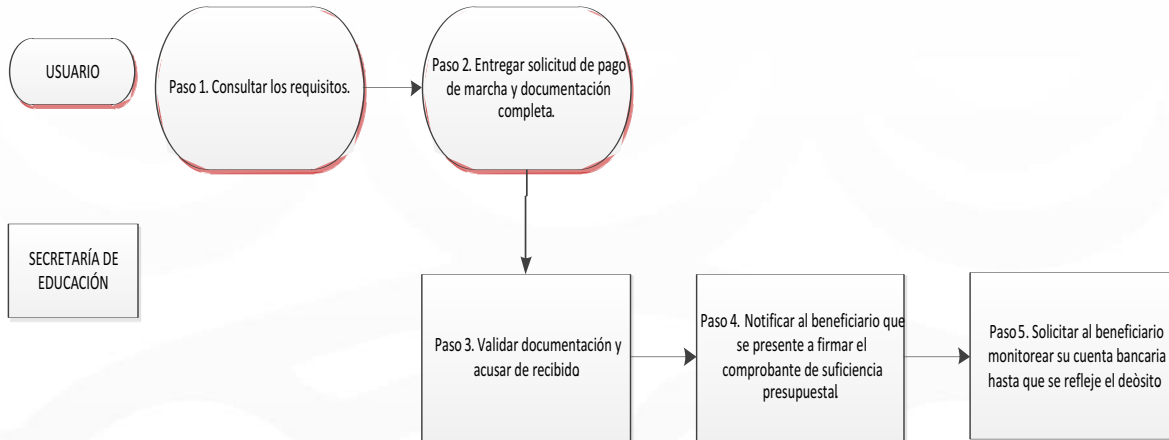 USUARIO
Paso 1. Consultar los requisitos.
Paso 2. Entregar solicitud de pago
de marcha y documentación
completa.
SECRETARÍA DE
EDUCACIÓN
Paso 3. Validar documentación y
acusar de recibido
Paso 4. Notificar al beneficiario que
se presente a firmar el
comprobante de suficiencia
presupuestal.
Paso 5. Solicitar al beneficiario
monitorear su cuenta bancaria
hasta que se refleje el deòsito